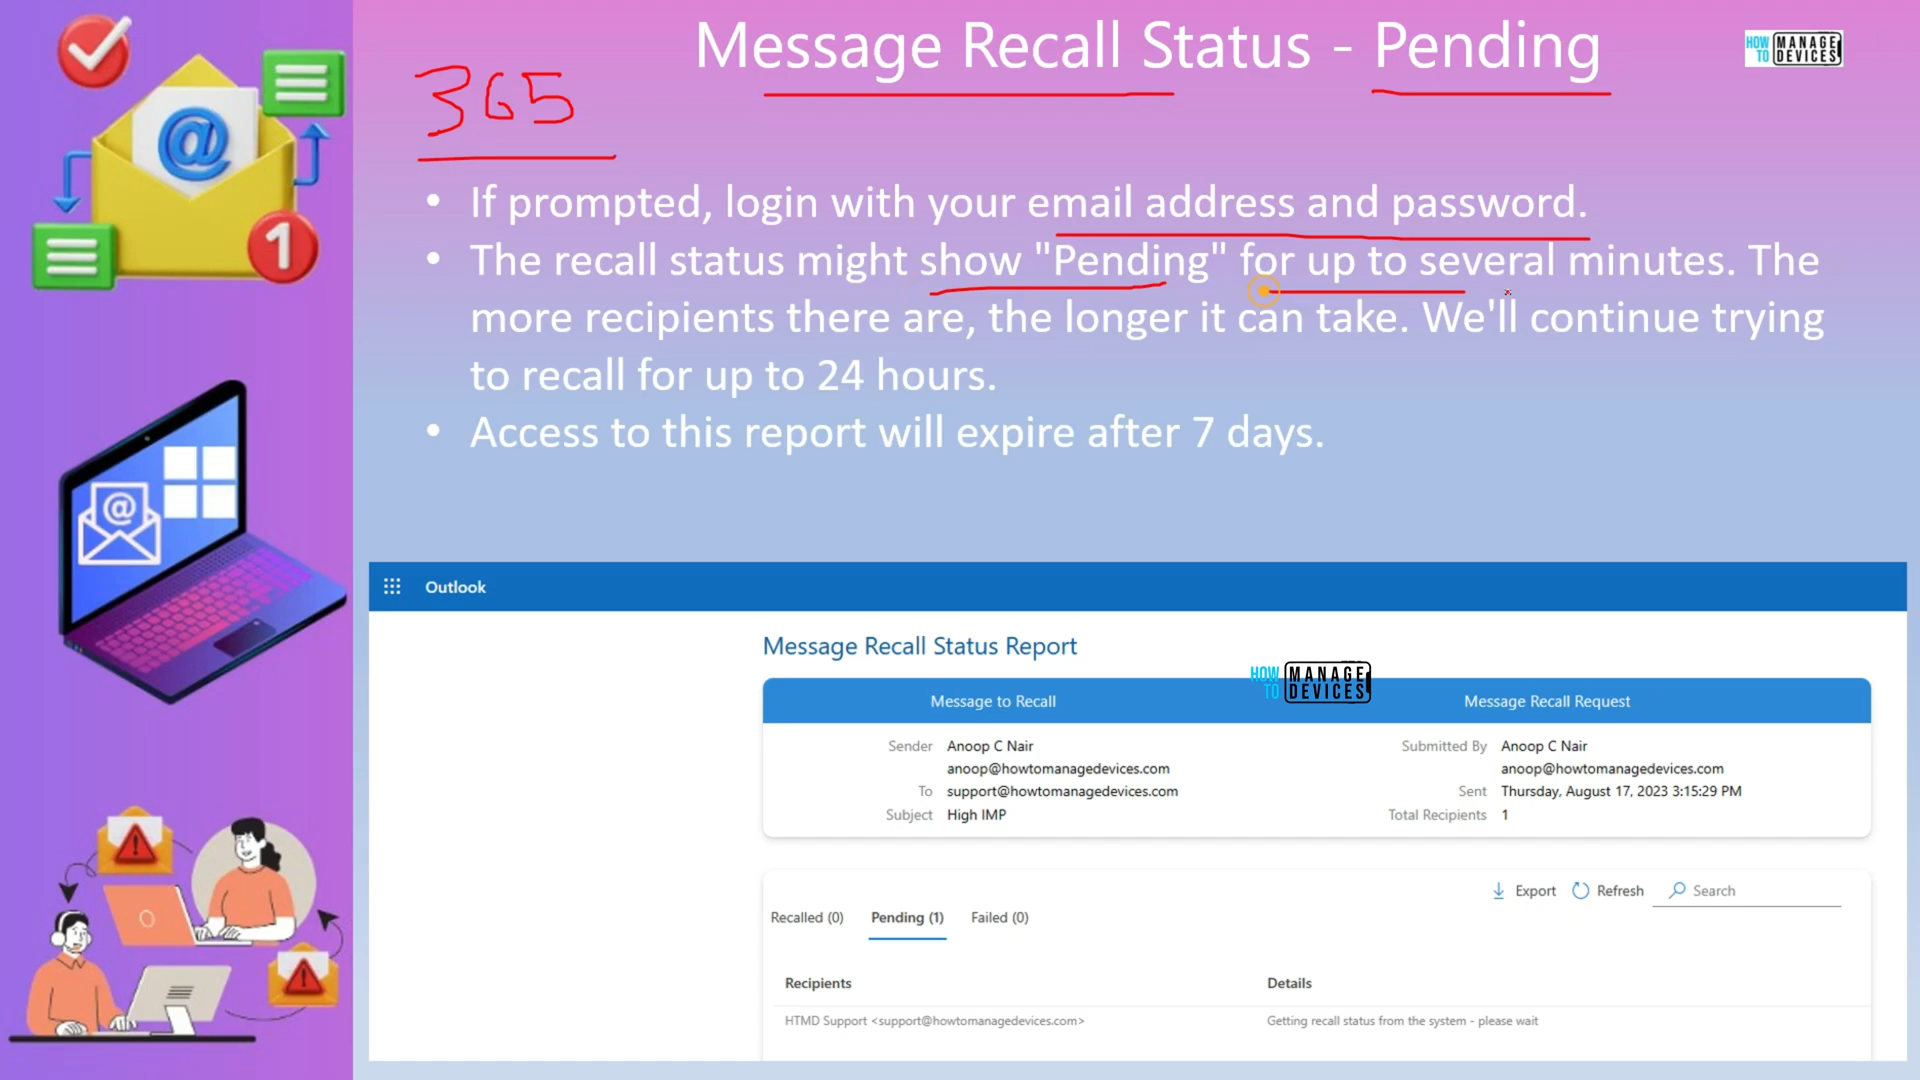 Message Recall Status - Pending
HOW TO MANAGE DEVICES
365
• If prompted, login with your email address and password.
• The recall status might show "Pending" for up to several minutes. The
more recipients there are, the longer it can take. We'll continue trying
to recall for up to 24 hours.
• Access to this report will expire after 7 days.
@
1
@
Outlook
Message Recall Status Report
HOW TO MANAGE DEVICES
Message to Recall
Message Recall Request
Sender Anoop C Nair
anoop@howtomanagedevices.com
To support@howtomanagedevices.com
Subject High IMP
Submitted By Anoop C Nair
anoop@howtomanagedevices.com
Sent Thursday, August 17, 2023 3:15:29 PM
Total Recipients 1
Export Refresh Search
Recalled (0) Pending (1) Failed (0)
Recipients Details
HTMD Support <support@howtomanagedevices.com> Getting recall status from the system - please wait